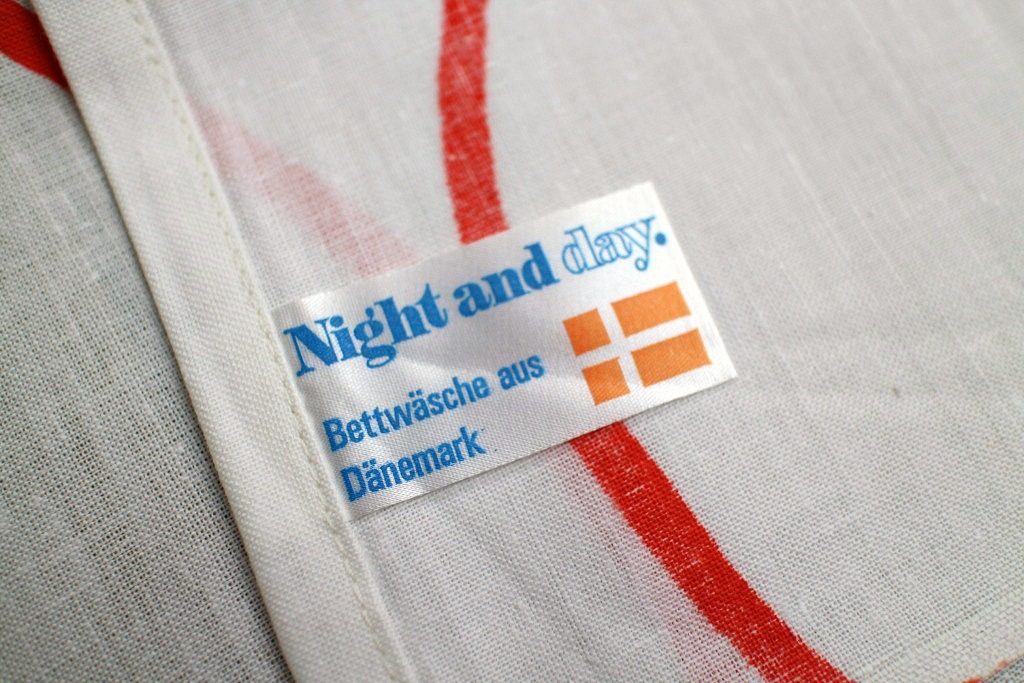 Night and day.
Bettwäsche aus
Dänemark